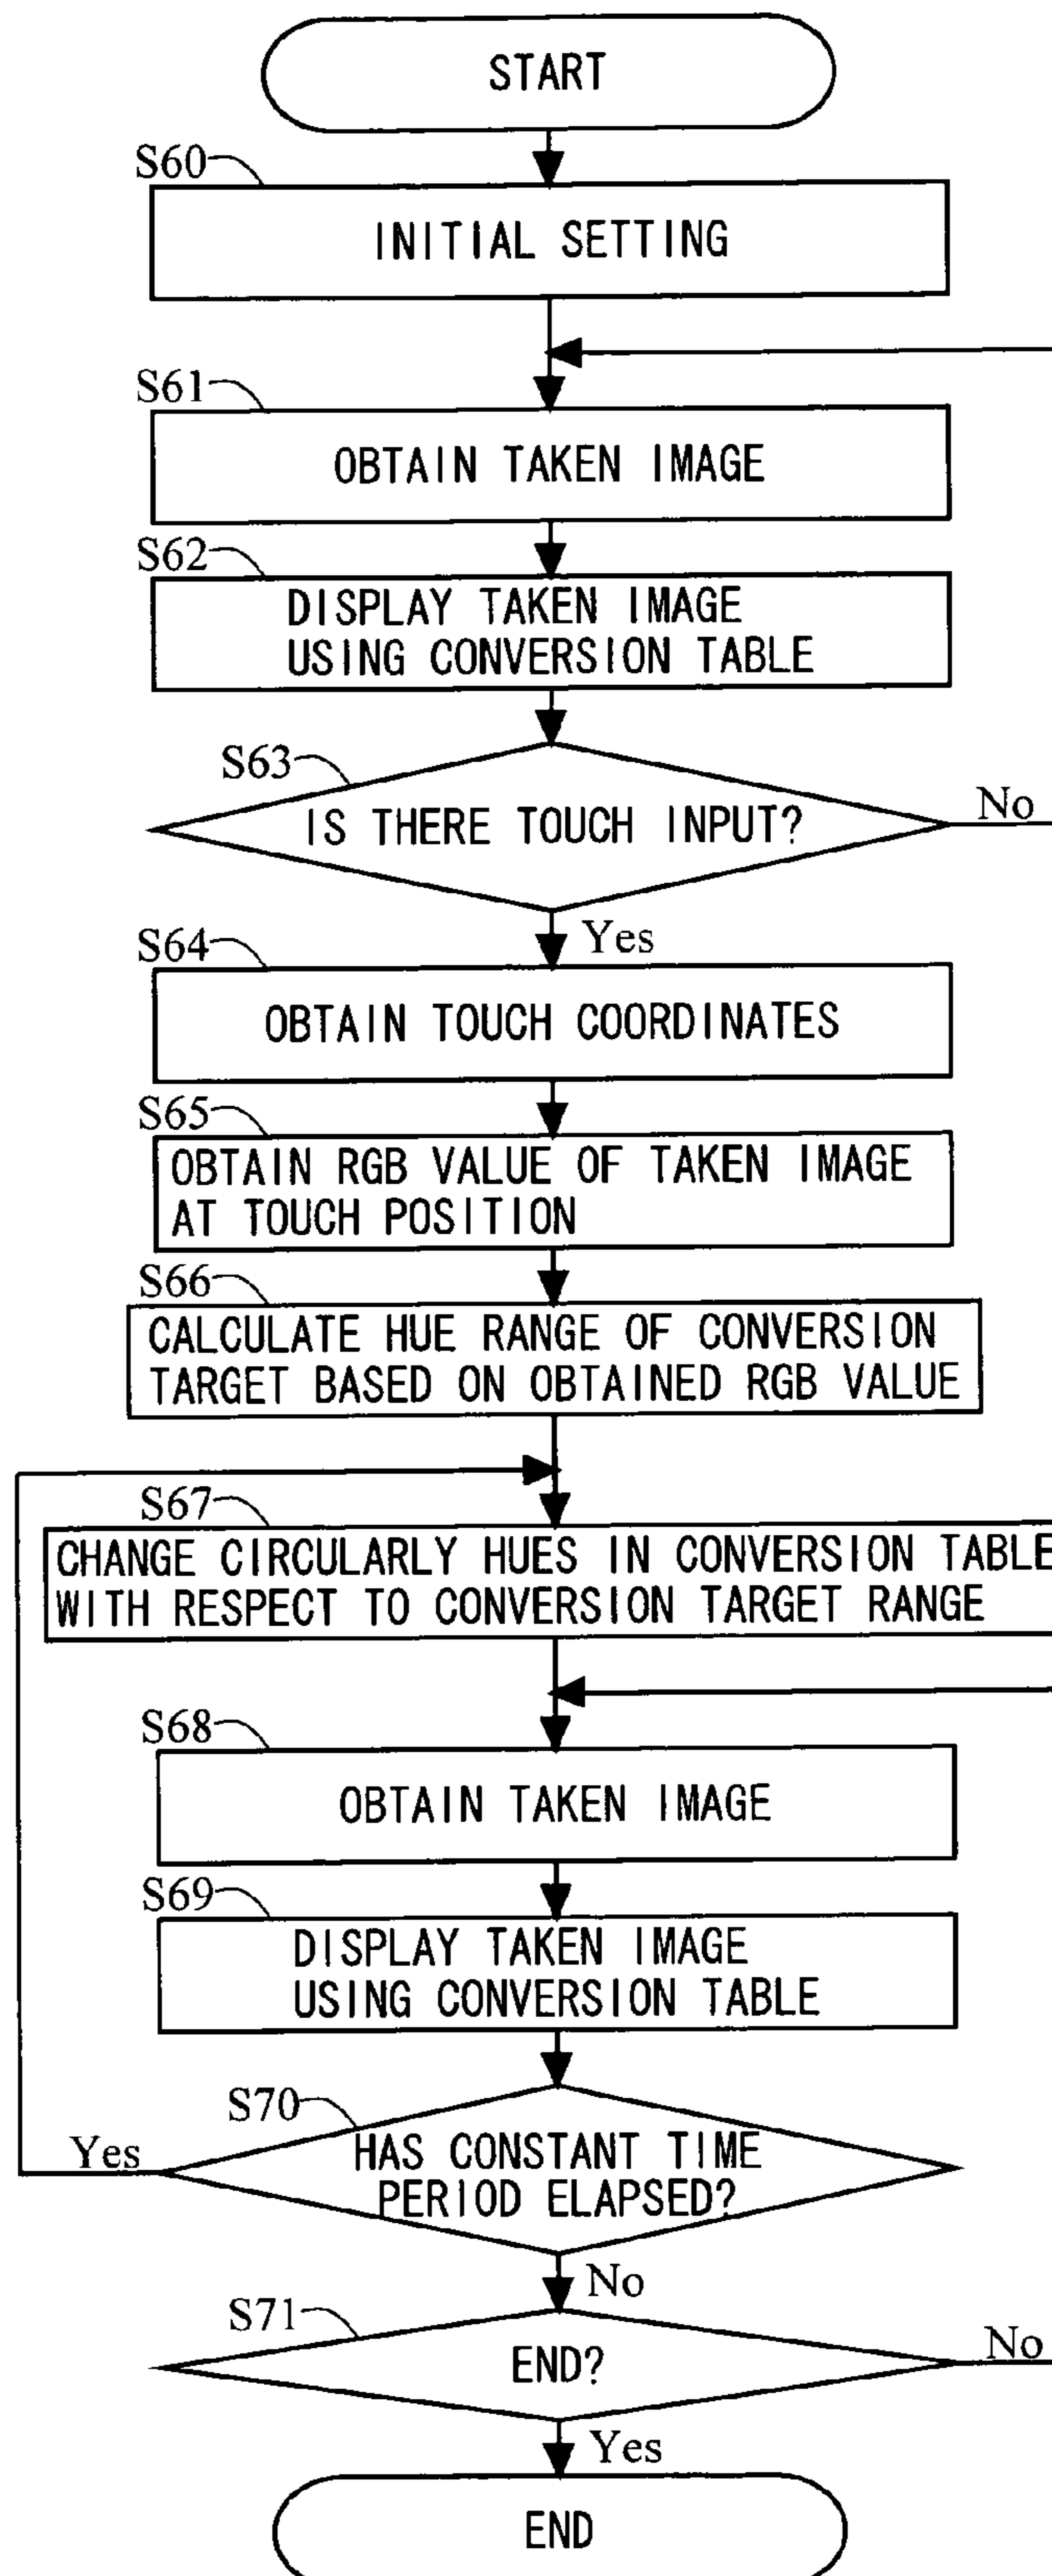 START
S60
INITIAL SETTING
S61
OBTAIN TAKEN IMAGE
S62
DISPLAY TAKEN IMAGE
USING CONVERSION TABLE
S63
IS THERE TOUCH INPUT?
No
Yes
S64
OBTAIN TOUCH COORDINATES
S65
OBTAIN RGB VALUE OF TAKEN IMAGE
AT TOUCH POSITION
S66
CALCULATE HUE RANGE OF CONVERSION
TARGET BASED ON OBTAINED RGB VALUE
S67
CHANGE CIRCULARLY HUES IN CONVERSION TABLE
WITH RESPECT TO CONVERSION TARGET RANGE
S68
OBTAIN TAKEN IMAGE
S69
DISPLAY TAKEN IMAGE
USING CONVERSION TABLE
S70
Yes
HAS CONSTANT TIME
PERIOD ELAPSED?
No
S71
END?
No
Yes
END